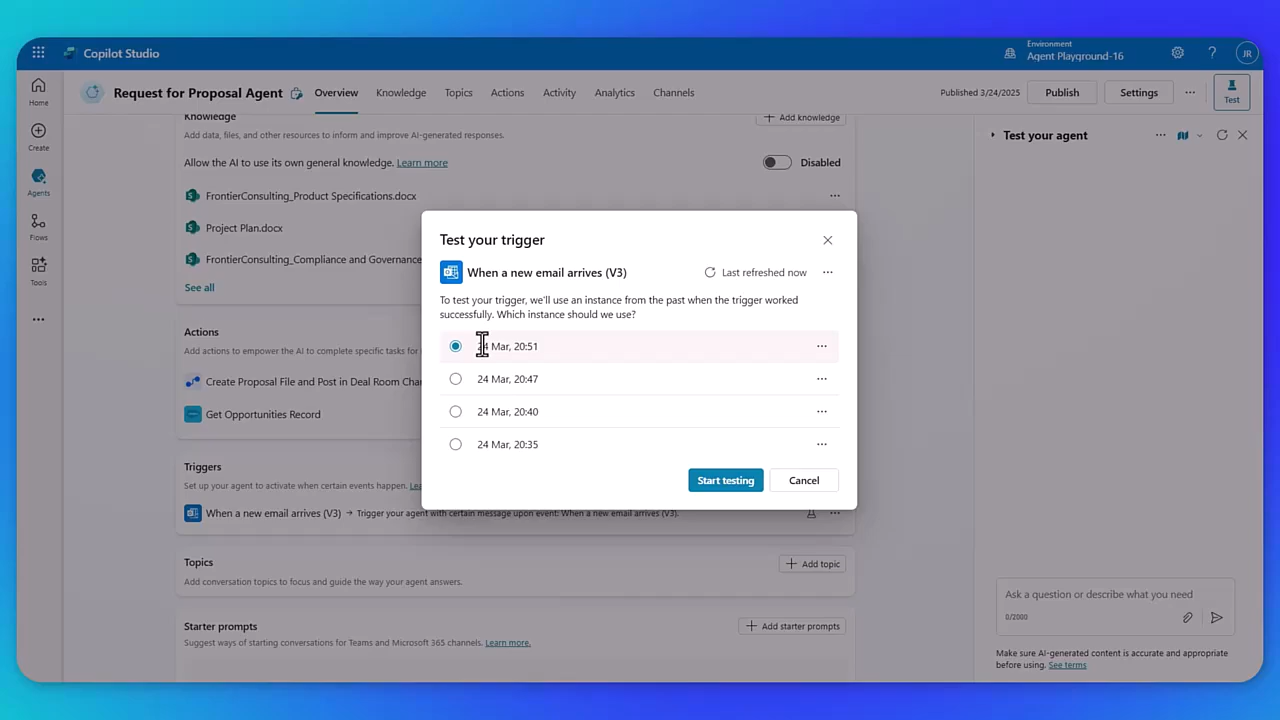 Copilot Studio
Environment
Agent Playground-16
?
JR
Home
Create
Agents
Flows
Tools
Request for Proposal Agent
Overview
Knowledge
Topics
Actions
Activity
Analytics
Channels
Published 3/24/2025
Publish
Settings
Test
Knowledge
Add knowledge
Add data, files, and other resources to inform and improve AI-generated responses.
Allow the AI to use its own general knowledge. Learn more
Disabled
FrontierConsulting_Product Specifications.docx
Project Plan.docx
FrontierConsulting_Compliance and Governance
See all
Actions
Add actions to empower the AI to complete specific tasks for
Create Proposal File and Post in Deal Room
Get Opportunities Record
Triggers
Set up your agent to activate when certain events happen.
When a new email arrives (V3) → Trigger your agent with certain message upon event: When a new email arrives (V3).
Topics
Add topic
Add conversation topics to focus and guide the way your agent answers.
Starter prompts
Add starter prompts
Suggest ways of starting conversations for Teams and Microsoft 365 channels. Learn more.
Test your trigger
When a new email arrives (V3)
Last refreshed now
To test your trigger, we'll use an instance from the past when the trigger worked
successfully. Which instance should we use?
24 Mar, 20:51
24 Mar, 20:47
24 Mar, 20:40
24 Mar, 20:35
Start testing
Cancel
Test your agent
Ask a question or describe what you need
0/2000
Make sure AI-generated content is accurate and appropriate
before using. See terms